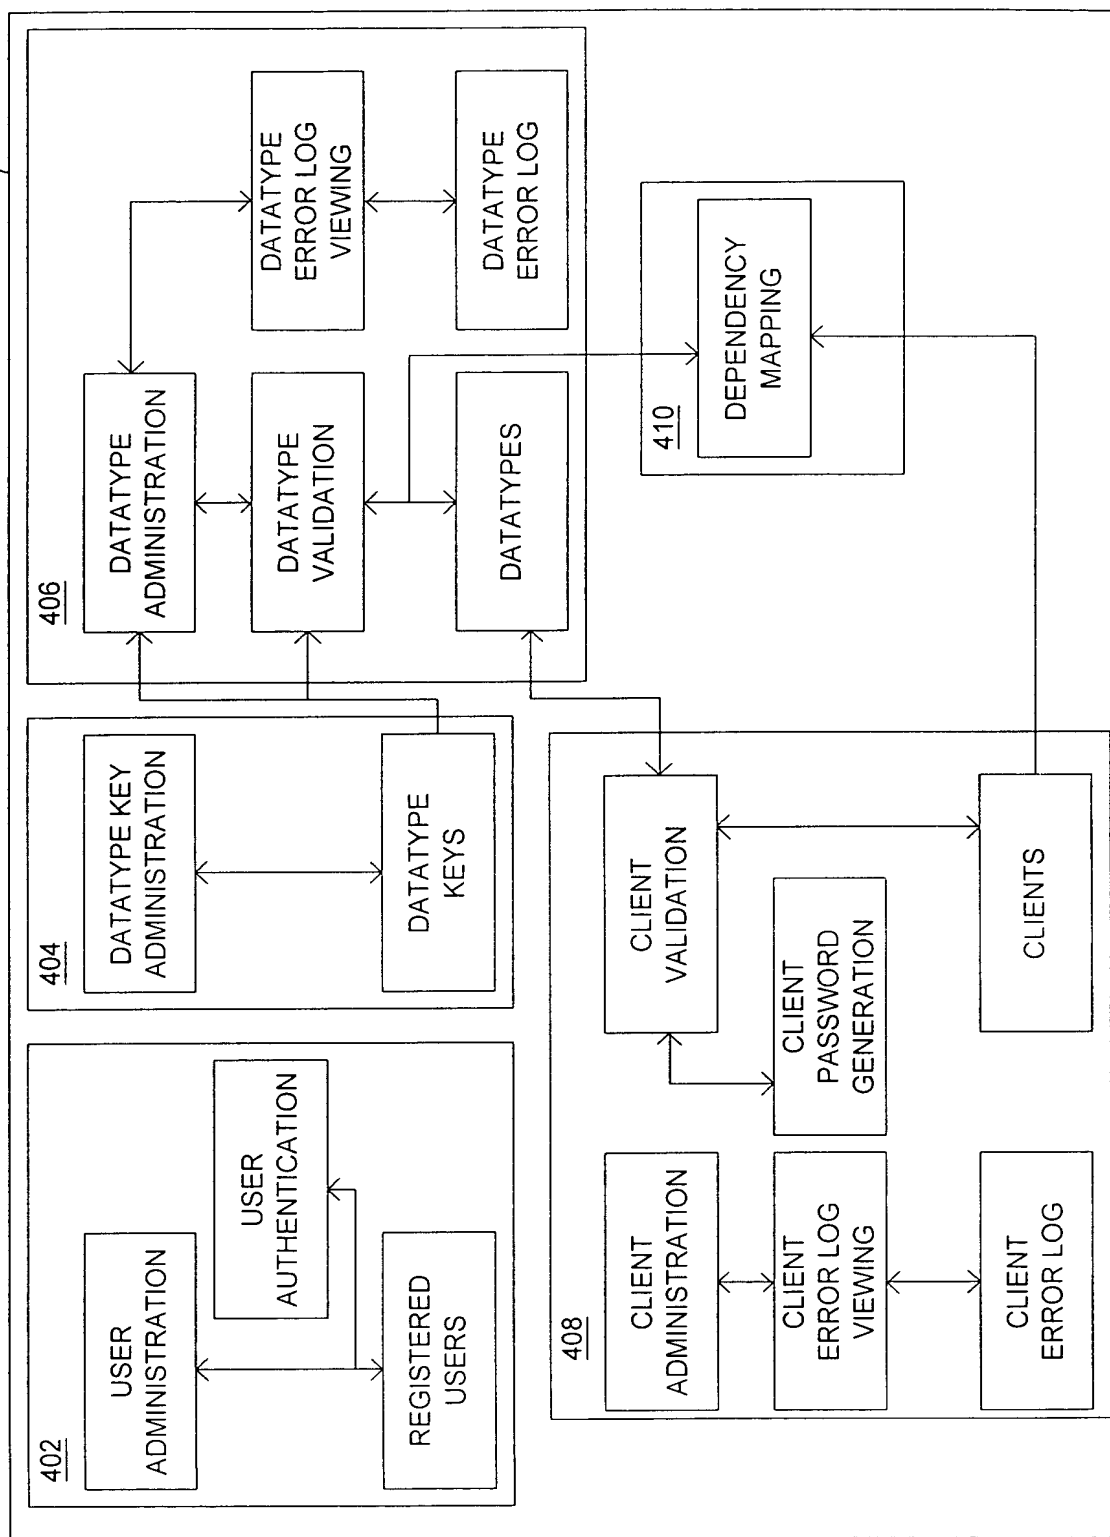 402
USER
ADMINISTRATION
USER
AUTHENTICATION
REGISTERED
USERS
404
DATATYPE KEY
ADMINISTRATION
DATATYPE
KEYS
406
DATATYPE
ADMINISTRATION
DATATYPE
VALIDATION
DATATYPES
DATATYPE
ERROR LOG
VIEWING
DATATYPE
ERROR LOG
408
CLIENT
ADMINISTRATION
CLIENT
ERROR LOG
VIEWING
CLIENT
ERROR LOG
CLIENT
VALIDATION
CLIENT
PASSWORD
GENERATION
CLIENTS
410
DEPENDENCY
MAPPING